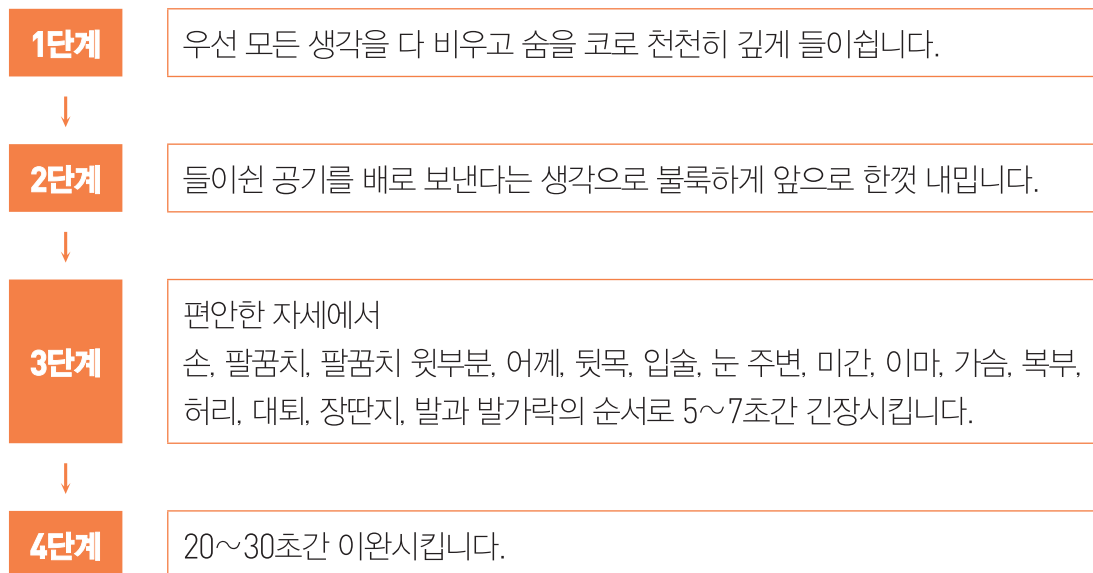 1단계
우선 모든 생각을 다 비우고 숨을 코로 천천히 깊게 들이쉽니다.
↓
2단계
들이쉰 공기를 배로 보낸다는 생각으로 불룩하게 앞으로 한껏 내밉니다.
↓
3단계
편안한 자세에서
손, 팔꿈치, 팔꿈치 윗부분, 어께, 뒷목, 입술, 눈 주변, 미간, 이마, 가슴, 복부,
허리, 대퇴, 장딴지, 발과 발가락의 순서로 5～7초간 긴장시킵니다.
↓
4단계
20～30초간 이완시킵니다.